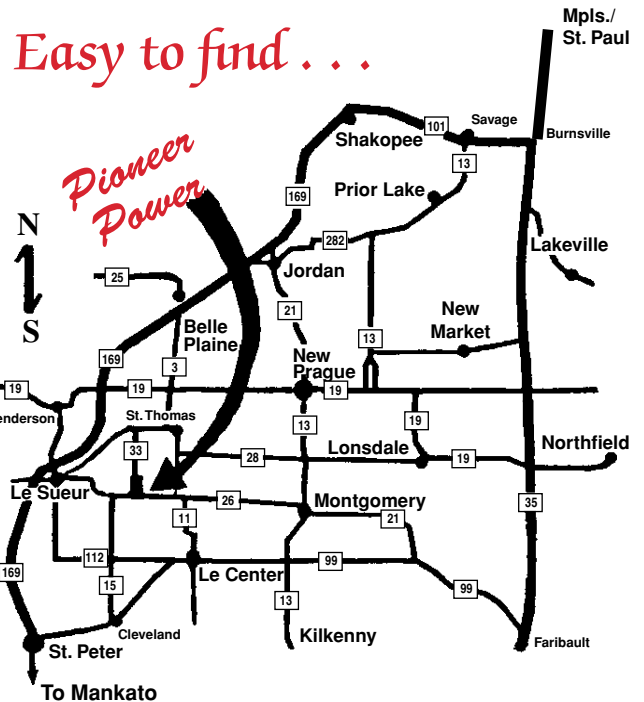 Mpls./
St. Paul
Easy to find . . .
Savage
101
Burnsville
Shakopee
13
Pioneer
Power
Prior Lake
169
N
282
Lakeville
Jordan
25
S
21
New
Market
Belle
Plaine
13
169
3
New
Prague
19
19
19
enderson
St. Thomas
13
19
33
Lonsdale
Northfield
28
19
Le Sueur
26
Montgomery
35
11
21
112
99
169
Le Center
15
99
13
Cleveland
Kilkenny
Faribault
St. Peter
To Mankato